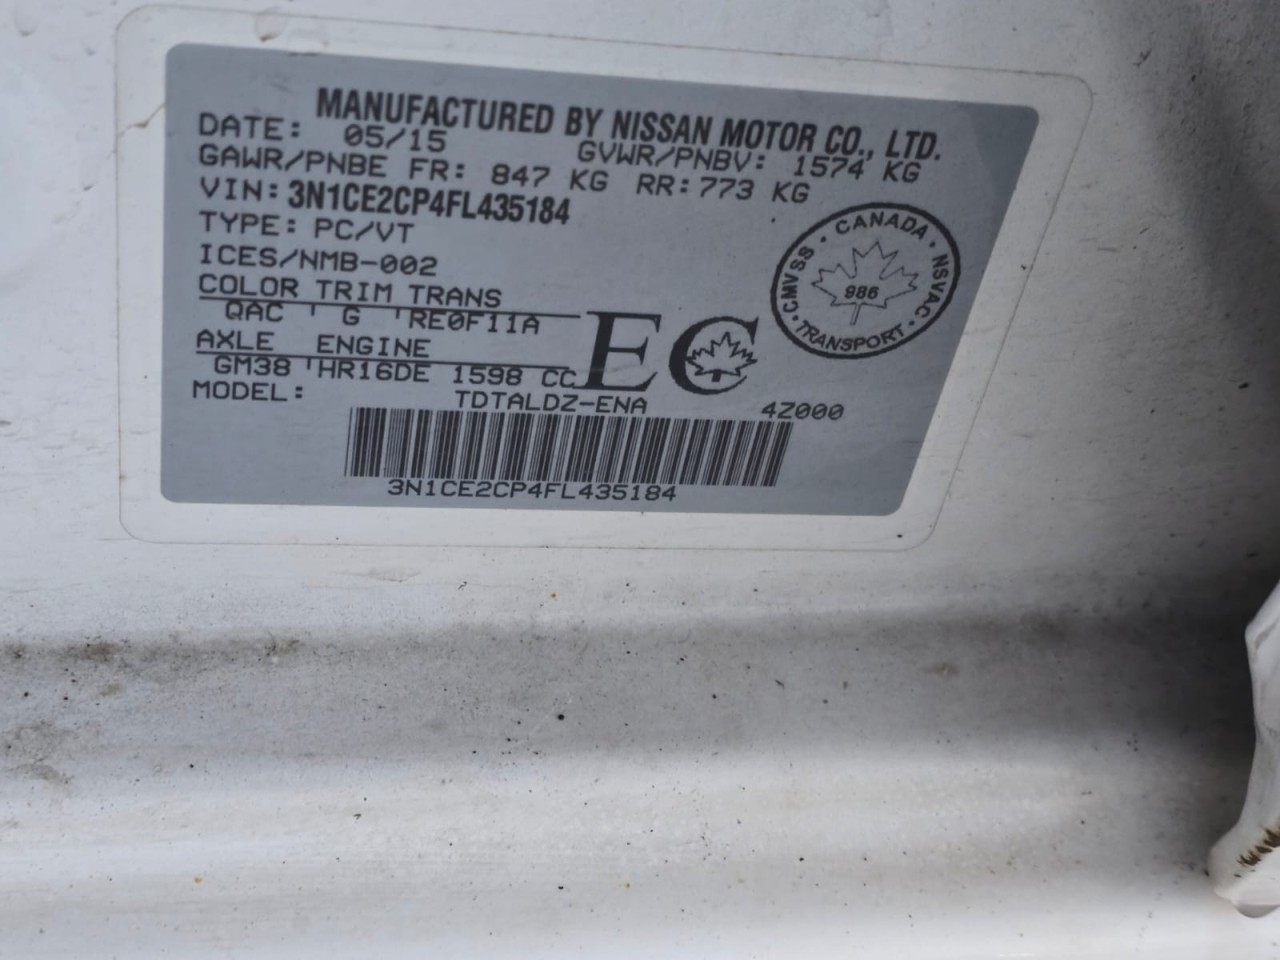 MANUFACTURED BY NISSAN MOTOR CO., LTD.
DATE: 05/15 GVWR/PNBV: 1574 KG
GAWR/PNBE FR: 847 KG RR: 773 KG
VIN: 3N1CE2CP4FL435184
TYPE: PC/VT
ICES/NMB-002
COLOR TRIM TRANS
QAC ' G ' RE0F11A
AXLE ENGINE
GM38 ' HR16DE 1598 CC
EC
MODEL: TDTALDZ-ENA 4Z000
3N1CE2CP4FL435184
CANADA
CMVSS NSVAC
986
TRANSPORT